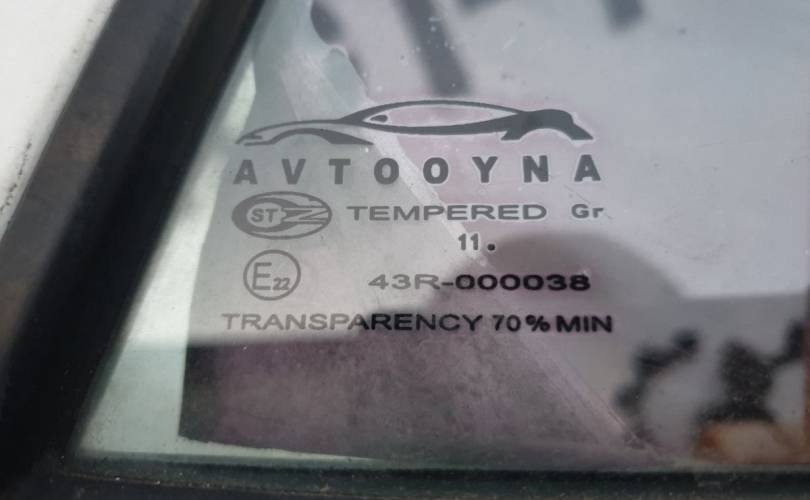 AVTOOYNA
ST TEMPERED Gr
11.
E22 43R-000038
TRANSPARENCY 70% MIN